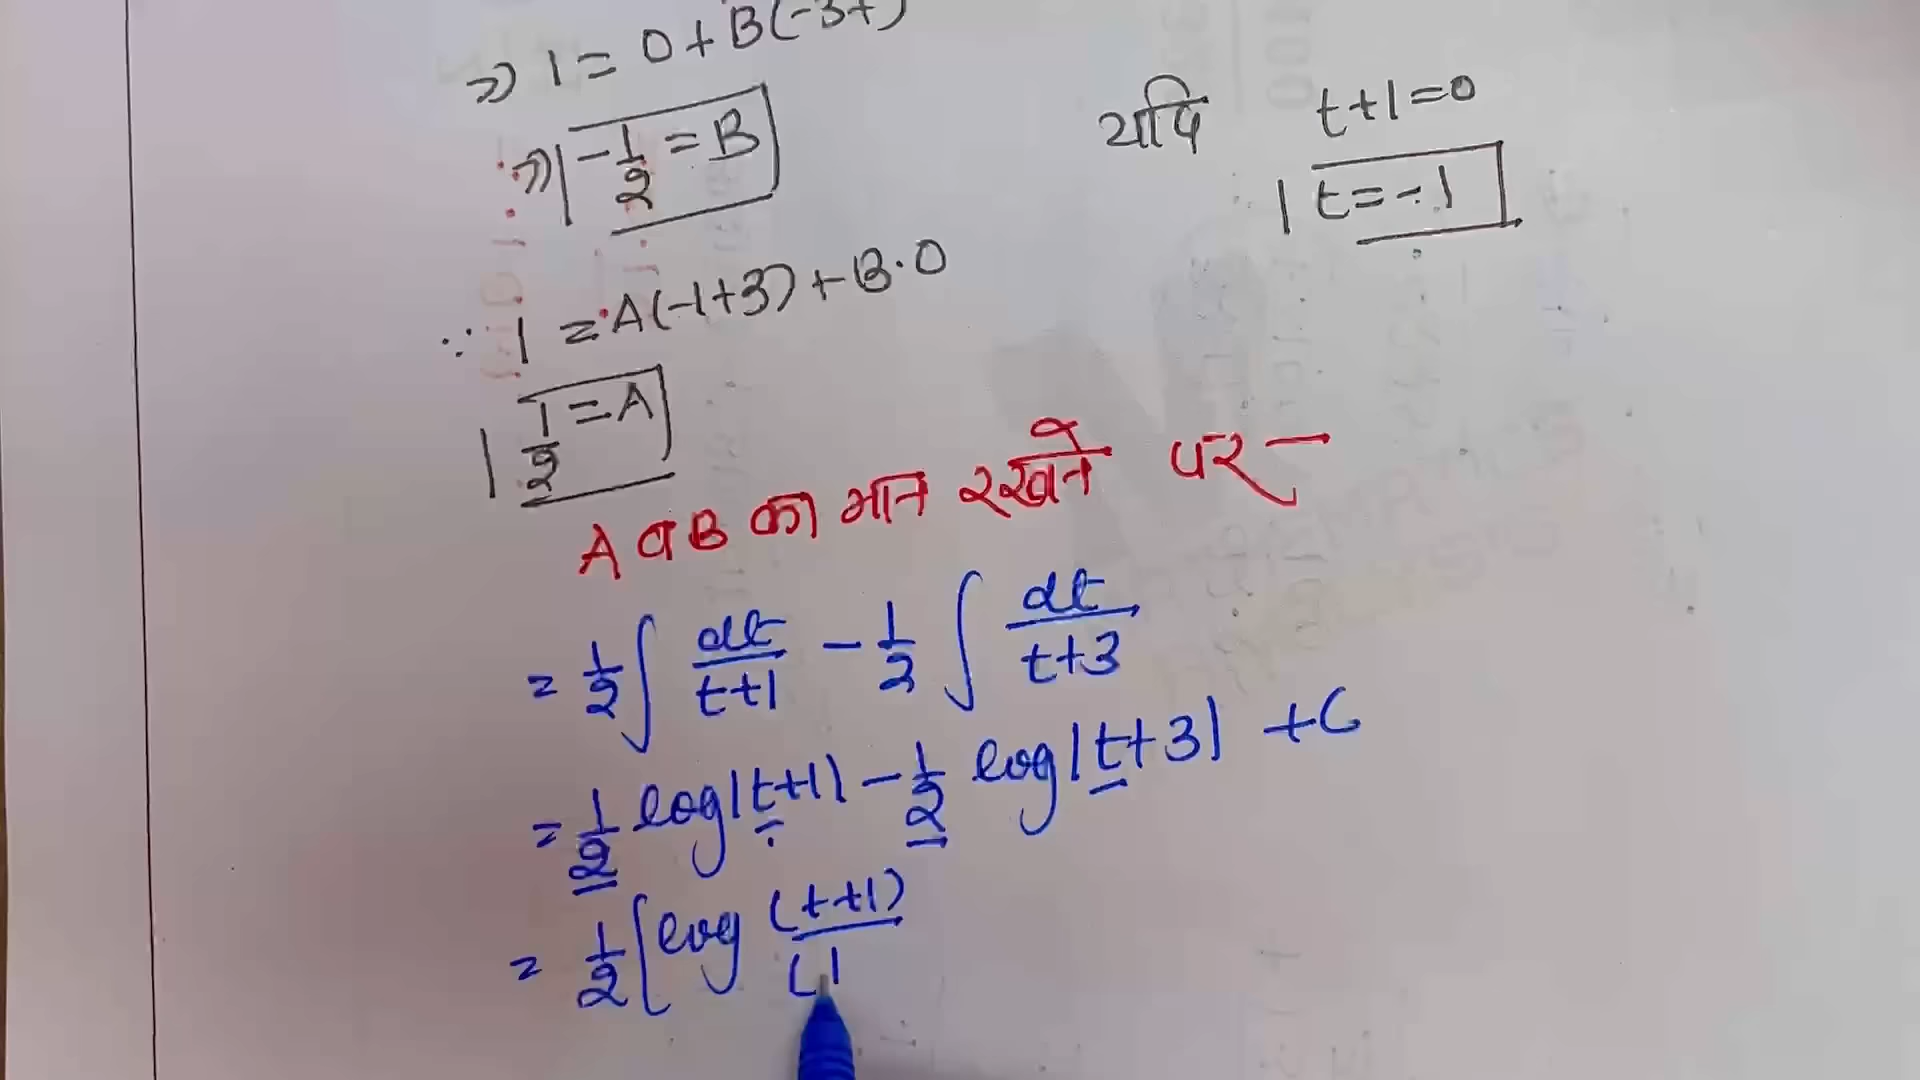 ⇒ 1 = 0 + B(-3+
⇒ -1/2 = B
यदि t+1=0
t=-1
∵ 1 = A(-1+3) + B·0
1/2 = A
A व B का मान रखने पर –
= 1/2 ∫ dt/t+1 - 1/2 ∫ dt/t+3
= 1/2 log|t+1| - 1/2 log|t+3| + C
= 1/2 [log (t+1)/(